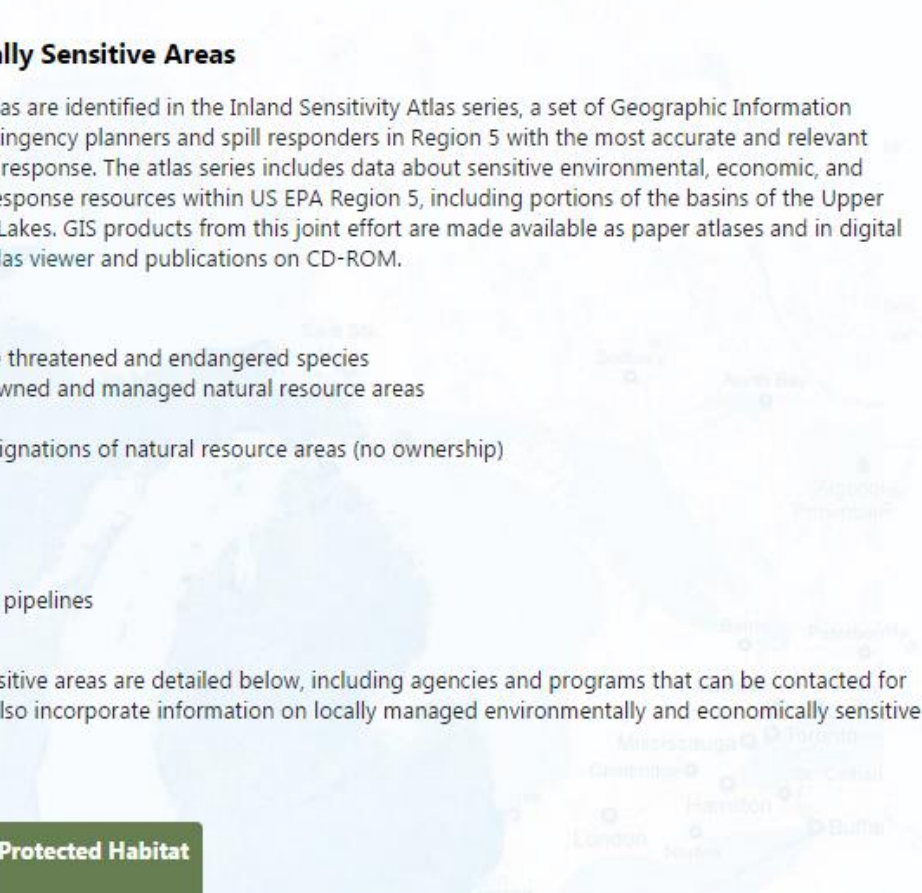 lly Sensitive Areas
as are identified in the Inland Sensitivity Atlas series, a set of Geographic Information
ingency planners and spill responders in Region 5 with the most accurate and relevant
response. The atlas series includes data about sensitive environmental, economic, and
esponse resources within US EPA Region 5, including portions of the basins of the Upper
Lakes. GIS products from this joint effort are made available as paper atlases and in digital
las viewer and publications on CD-ROM.
threatened and endangered species
wned and managed natural resource areas
ignations of natural resource areas (no ownership)
pipelines
sitive areas are detailed below, including agencies and programs that can be contacted for
lso incorporate information on locally managed environmentally and economically sensitive
North Bay
Mississauga Toronto
Hamilton
London
Protected Habitat